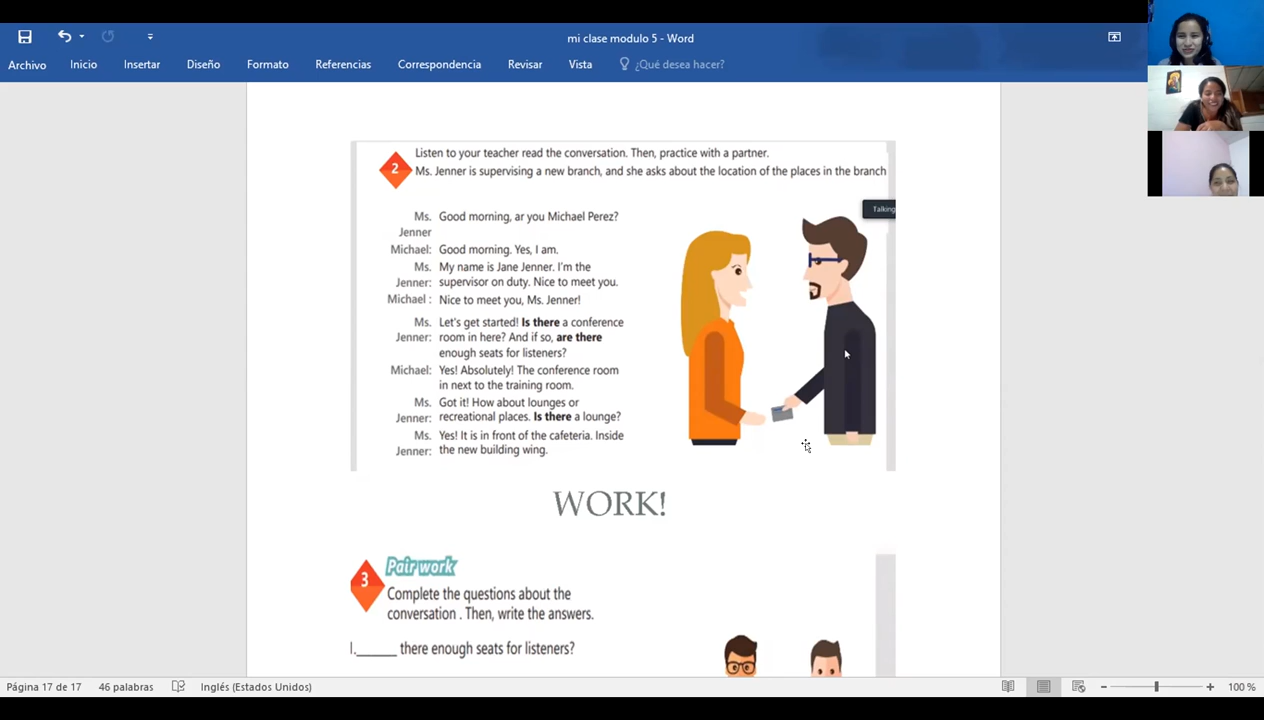 mi clase modulo 5 - Word
Archivo Inicio Insertar Diseño Formato Referencias Correspondencia Revisar Vista ¿Qué desea hacer?
2
Listen to your teacher read the conversation. Then, practice with a partner.
Ms. Jenner is supervising a new branch, and she asks about the location of the places in the branch
Talking
Ms. Good morning, ar you Michael Perez?
Jenner
Michael: Good morning. Yes, I am.
Ms. My name is Jane Jenner. I'm the
Jenner: supervisor on duty. Nice to meet you.
Michael : Nice to meet you, Ms. Jenner!
Ms. Let's get started! Is there a conference
Jenner: room in here? And if so, are there
enough seats for listeners?
Michael: Yes! Absolutely! The conference room
in next to the training room.
Ms. Got it! How about lounges or
Jenner: recreational places. Is there a lounge?
Ms. Yes! It is in front of the cafeteria. Inside
Jenner: the new building wing.
WORK!
3
Pair work
Complete the questions about the
conversation . Then, write the answers.
I.______ there enough seats for listeners?
Página 17 de 17 46 palabras Inglés (Estados Unidos) 100 %